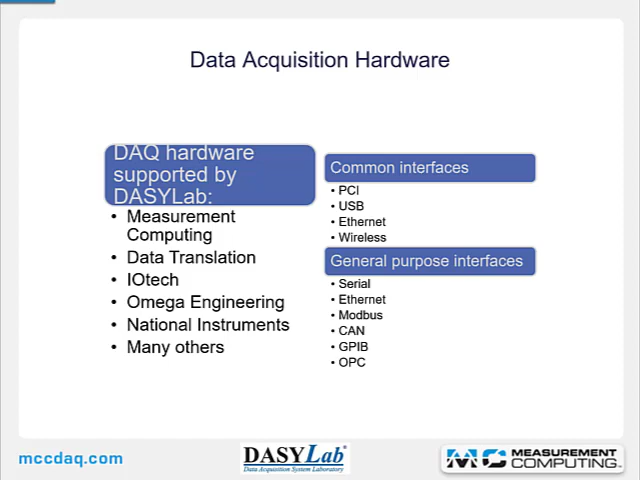 Data Acquisition Hardware
DAQ hardware
supported by
DASYLab:
• Measurement
Computing
• Data Translation
• IOtech
• Omega Engineering
• National Instruments
• Many others
Common interfaces
• PCI
• USB
• Ethernet
• Wireless
General purpose interfaces
• Serial
• Ethernet
• Modbus
• CAN
• GPIB
• OPC
mccdaq.com
DASYLab®
Data Acquisition System Laboratory
MC MEASUREMENT
COMPUTING™